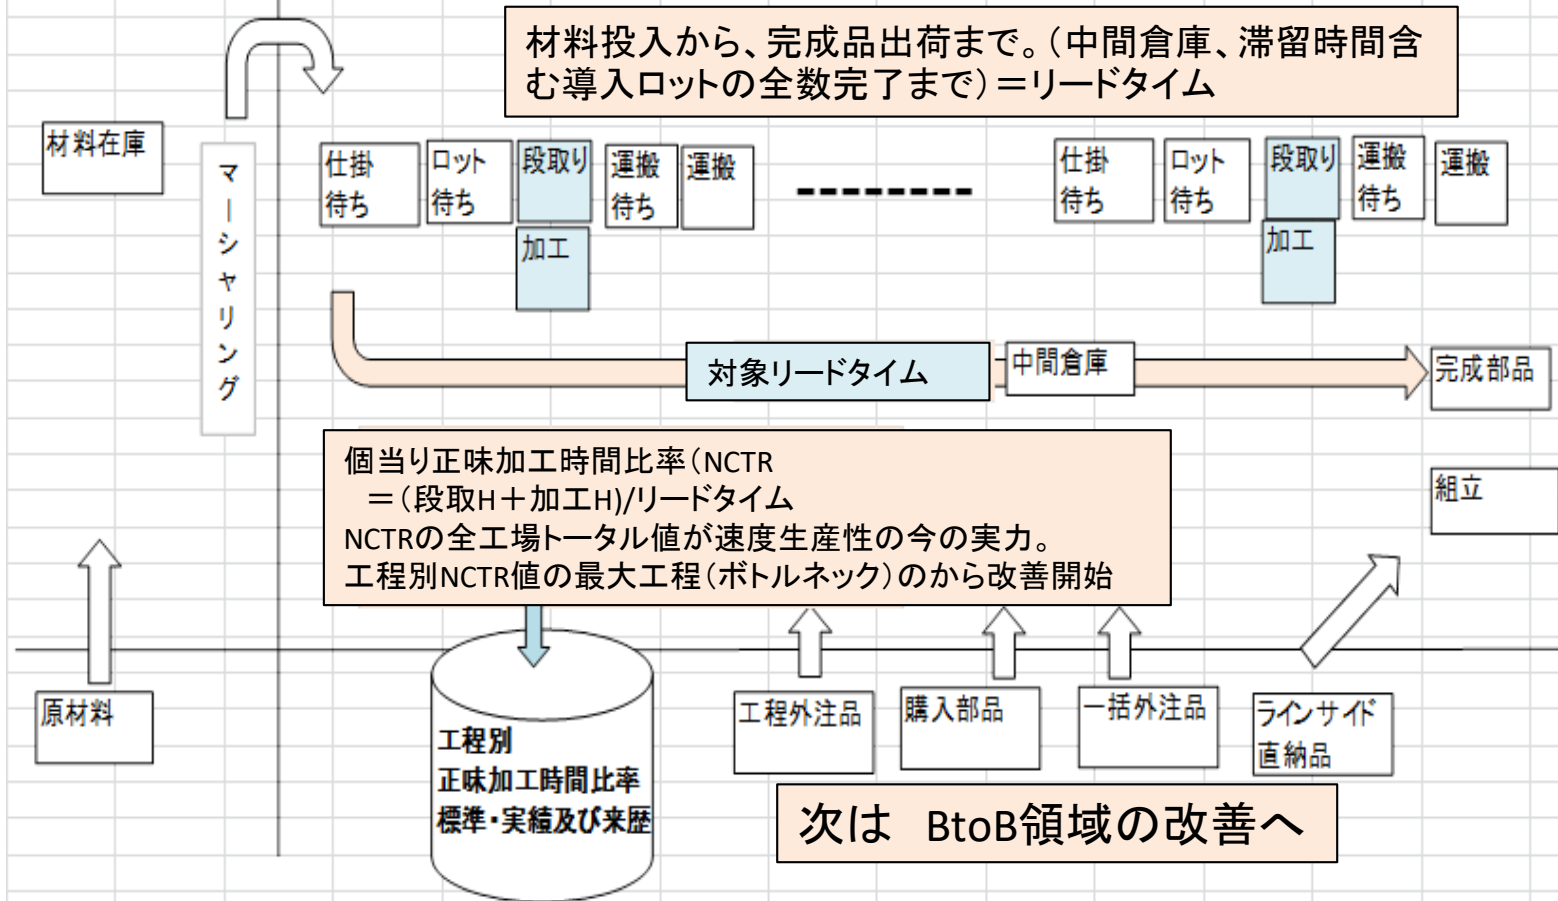 材料投入から、完成品出荷まで。（中間倉庫、滞留時間含
む導入ロットの全数完了まで）＝リードタイム
材料在庫
マーシャリング
仕掛
待ち
ロット
待ち
段取り
加工
運搬
待ち
運搬
仕掛
待ち
ロット
待ち
段取り
加工
運搬
待ち
運搬
対象リードタイム
中間倉庫
完成部品
個当り正味加工時間比率（NCTR
＝（段取H＋加工H)/リードタイム
NCTRの全工場トータル値が速度生産性の今の実力。
工程別NCTR値の最大工程（ボトルネック）のから改善開始
組立
原材料
工程別
正味加工時間比率
標準・実績及び来歴
工程外注品
購入部品
一括外注品
ラインサイド
直納品
次は　BtoB領域の改善へ